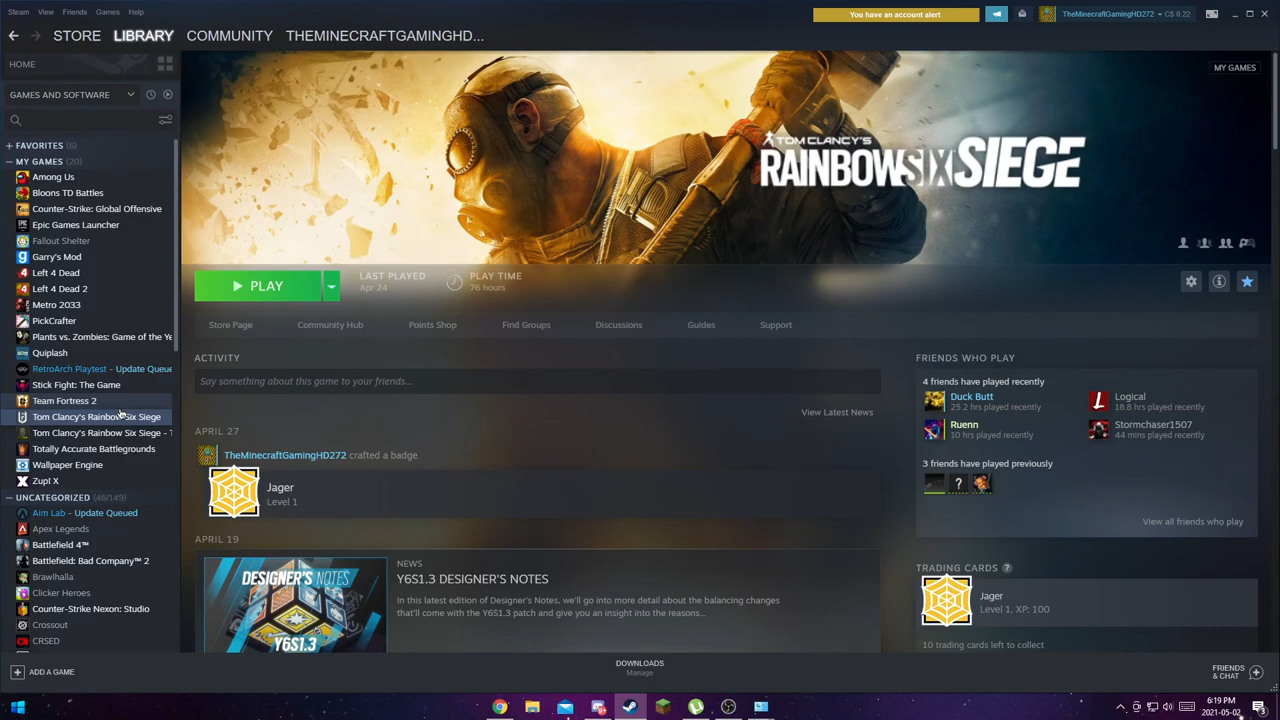 Steam View Friends Games Help
You have an account alert
TheMinecraftGamingHD272 C$ 6.22
STORE LIBRARY COMMUNITY THEMINECRAFTGAMINGHD...
HOME
MY GAMES
GAMES AND SOFTWARE
FAVORITES
MY GAMES (20)
Among Us
Bloons TD Battles
Counter-Strike: Global Offensive
Epic Games Launcher
Fallout Shelter
Garry's Mod
Left 4 Dead
Left 4 Dead 2
Metro 2033
PickCrafter
Plants vs. Zombies: Game of the Ye
Quiplash
RetroArch Playtest - Update Queue
Stick Fight: The Game
Team Fortress 2
Tom Clancy's Rainbow Six Siege
Tom Clancy's Rainbow Six Siege - T
Totally Accurate Battlegrounds
Wallpaper Engine
Zup! X
UNCATEGORIZED (46/149)
Aim Lab - Update Queued
Apex Legends
Battlefield 4™
Battlefield: Bad Company™ 2
Brawlhalla
Clicker Heroes
Counter-Strike Nexon: Studio
Crossout
CRSED
TOM CLANCY'S
RAINBOWSIX SIEGE
PLAY
LAST PLAYED
Apr 24
PLAY TIME
76 hours
Store Page Community Hub Points Shop Find Groups Discussions Guides Support
ACTIVITY
Say something about this game to your friends...
View Latest News
APRIL 27
TheMinecraftGamingHD272 crafted a badge
Jager
Level 1
APRIL 19
DESIGNER'S NOTES
Y6S1.3
NEWS
Y6S1.3 DESIGNER'S NOTES
In this latest edition of Designer's Notes, we'll go into more detail about the balancing changes
that'll come with the Y6S1.3 patch and give you an insight into the reasons...
FRIENDS WHO PLAY
4 friends have played recently
Duck Butt
25.2 hrs played recently
Logical
18.8 hrs played recently
Ruenn
10 hrs played recently
Stormchaser1507
44 mins played recently
3 friends have played previously
?
View all friends who play
TRADING CARDS ?
Jager
Level 1, XP: 100
10 trading cards left to collect
ADD A GAME
DOWNLOADS
Manage
FRIENDS
& CHAT
6:19 PM
2021-05-02